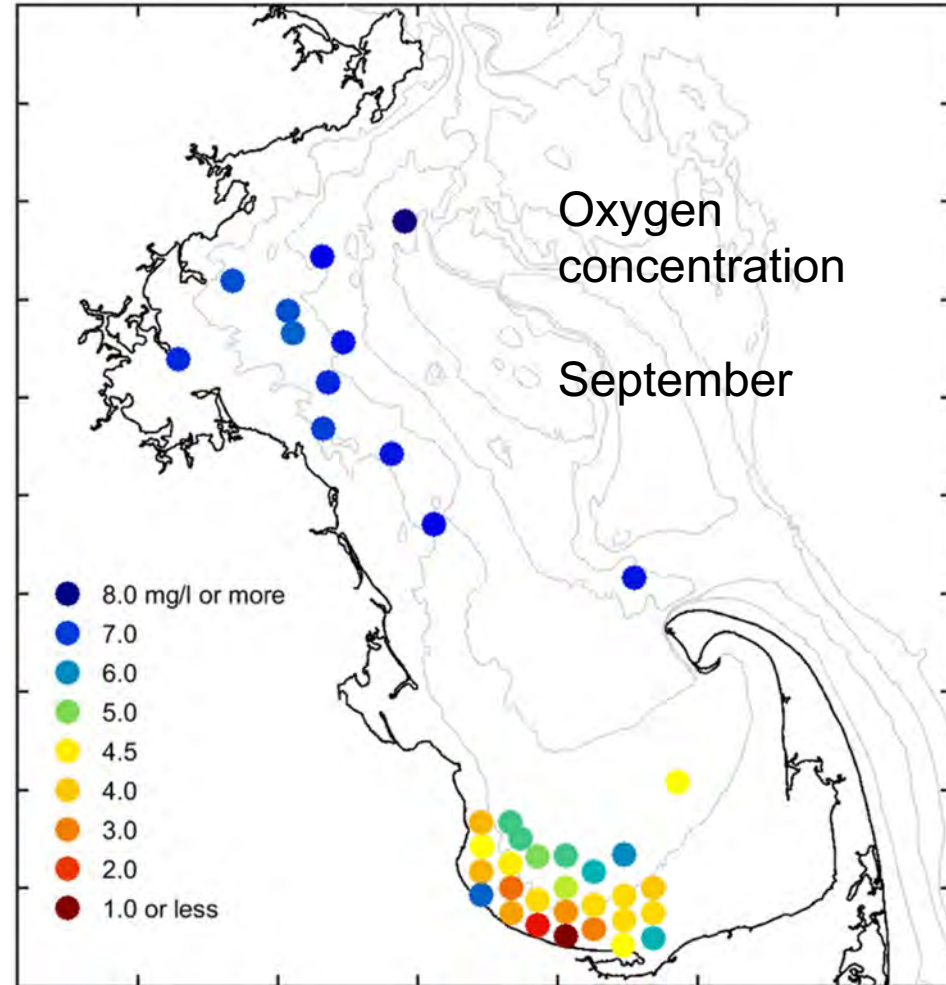 Oxygen
concentration
September
8.0 mg/l or more
7.0
6.0
5.0
4.5
4.0
3.0
2.0
1.0 or less